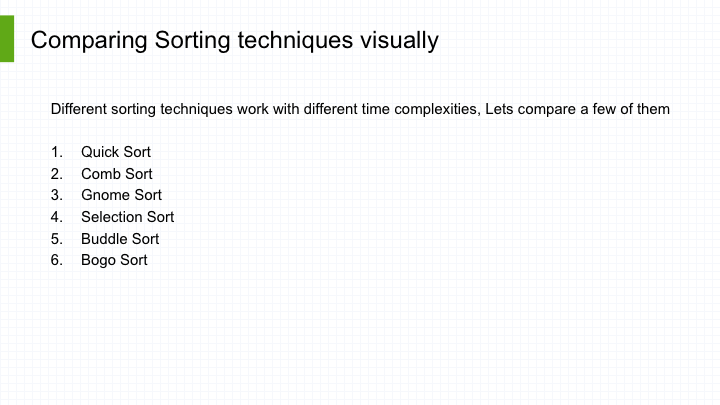 Comparing Sorting techniques visually
Different sorting techniques work with different time complexities, Lets compare a few of them
1. Quick Sort
2. Comb Sort
3. Gnome Sort
4. Selection Sort
5. Buddle Sort
6. Bogo Sort